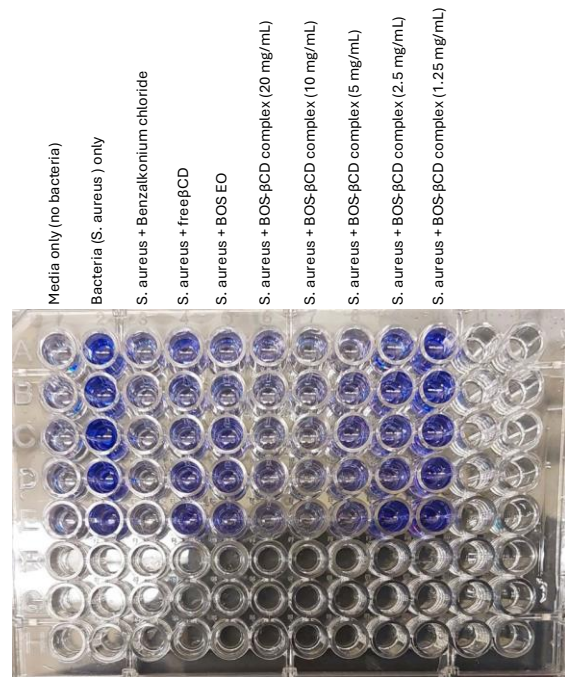 Media only (no bacteria)
Bacteria (S. aureus ) only
S. aureus + Benzalkonium chloride
S. aureus + freeβCD
S. aureus + BOS EO
S. aureus + BOS-βCD complex (20 mg/mL)
S. aureus + BOS-βCD complex (10 mg/mL)
S. aureus + BOS-βCD complex (5 mg/mL)
S. aureus + BOS-βCD complex (2.5 mg/mL)
S. aureus + BOS-βCD complex (1.25 mg/mL)
A
B
C
D
E
G
H